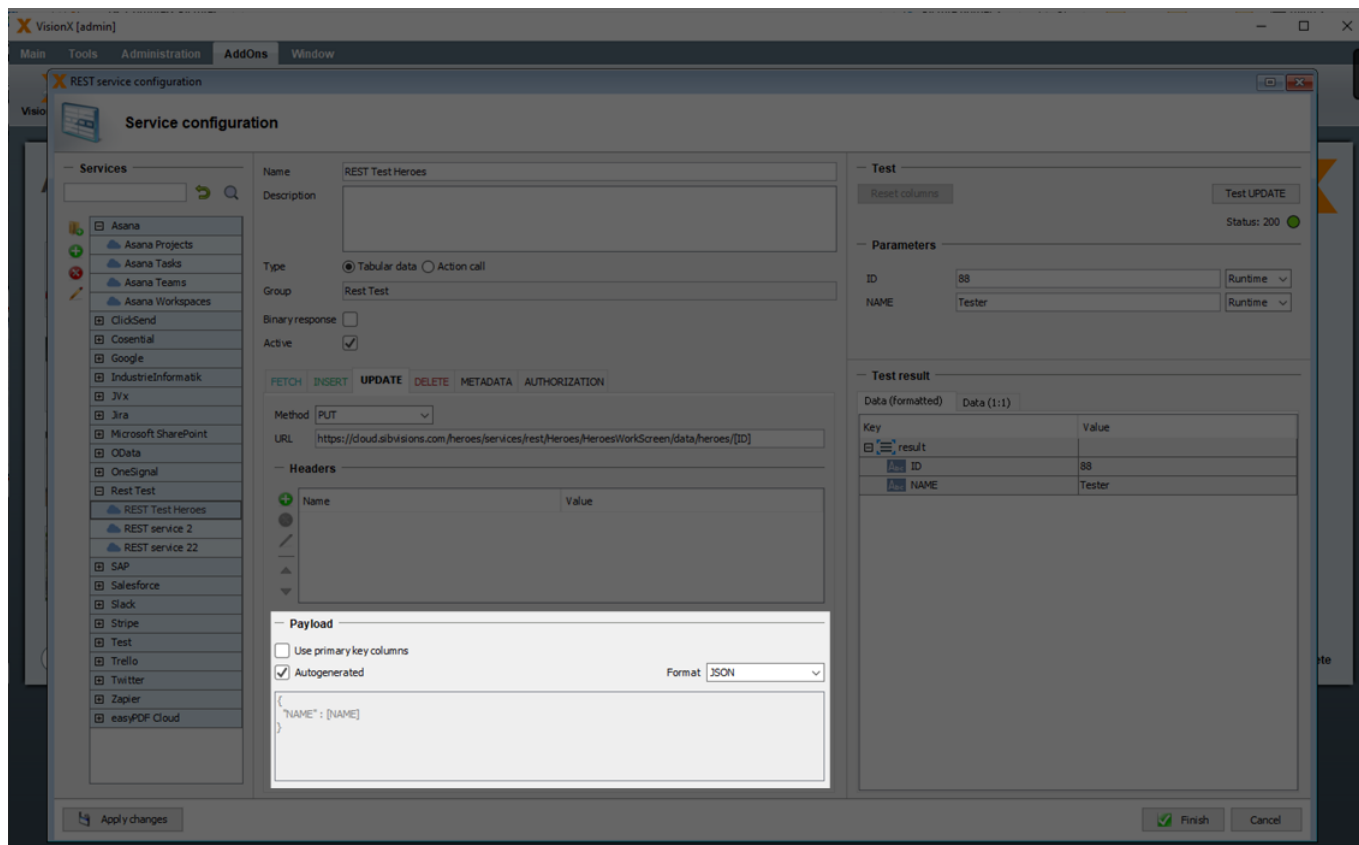 VisionX [admin]
Main Tools Administration AddOns Window
REST service configuration
Visio
Service configuration
Services
Asana
Asana Projects
Asana Tasks
Asana Teams
Asana Workspaces
ClickSend
Cosential
Google
IndustrieInformatik
JVx
Jira
Microsoft SharePoint
OData
OneSignal
Rest Test
REST Test Heroes
REST service 2
REST service 22
SAP
Salesforce
Slack
Stripe
Test
Trello
Twitter
Zapier
easyPDF Cloud
Name REST Test Heroes
Description
Type Tabular data Action call
Group Rest Test
Binary response
Active
FETCH INSERT UPDATE DELETE METADATA AUTHORIZATION
Method PUT
URL https://cloud.sibvisions.com/heroes/services/rest/Heroes/HeroesWorkScreen/data/heroes/[ID]
Headers
Name Value
Payload
Use primary key columns
Autogenerated Format JSON
{
"NAME" : [NAME]
}
Test
Reset columns Test UPDATE
Status: 200
Parameters
ID 88 Runtime
NAME Tester Runtime
Test result
Data (formatted) Data (1:1)
Key Value
result
Abc ID 88
Abc NAME Tester
ete
Apply changes Finish Cancel